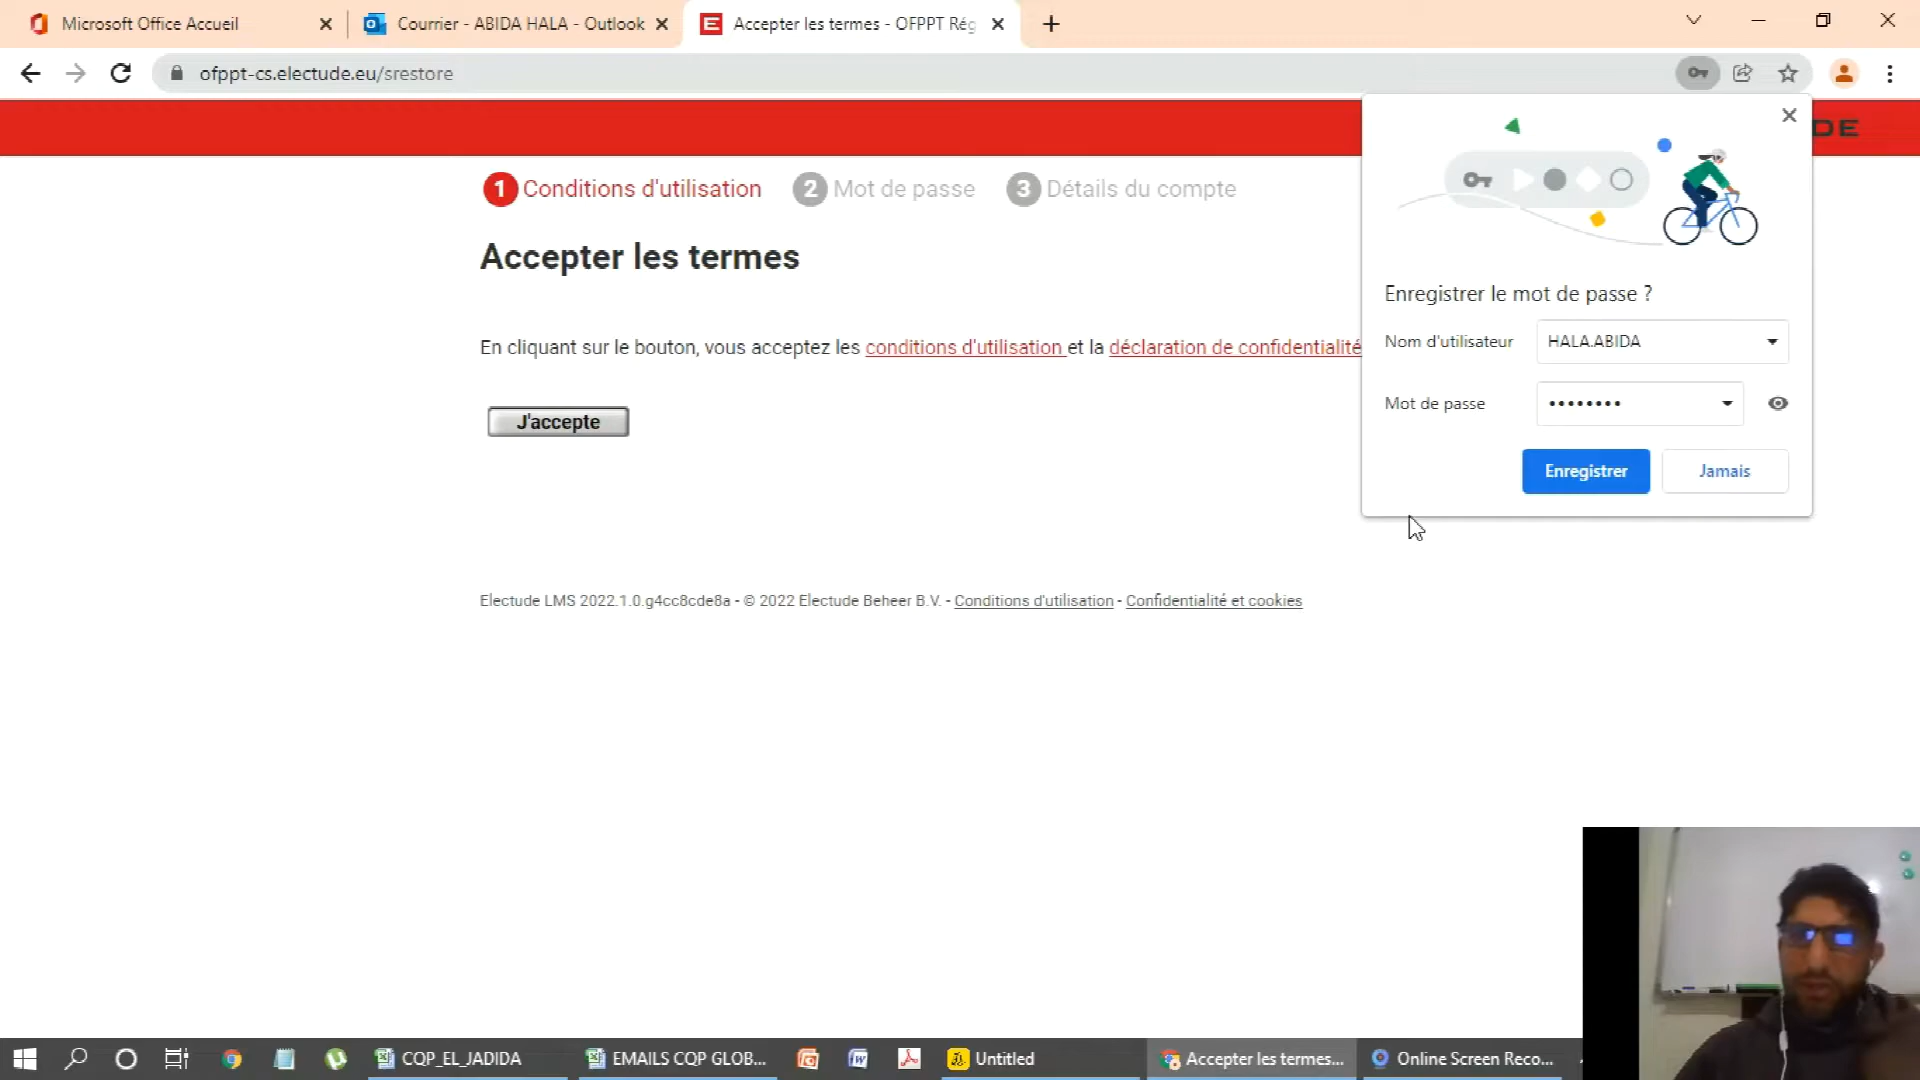 Microsoft Office Accueil
Courrier - ABIDA HALA - Outlook
Accepter les termes - OFPPT Rég
ofppt-cs.electude.eu/srestore
DE
1 Conditions d'utilisation
2 Mot de passe
3 Détails du compte
Accepter les termes
En cliquant sur le bouton, vous acceptez les conditions d'utilisation et la déclaration de confidentialité
J'accepte
Enregistrer le mot de passe ?
Nom d'utilisateur
HALA.ABIDA
Mot de passe
••••••••
Enregistrer
Jamais
Electude LMS 2022.1.0.g4cc8cde8a - © 2022 Electude Beheer B.V. - Conditions d'utilisation - Confidentialité et cookies
CQP_EL_JADIDA
EMAILS CQP GLOB...
Untitled
Accepter les termes...
Online Screen Reco...